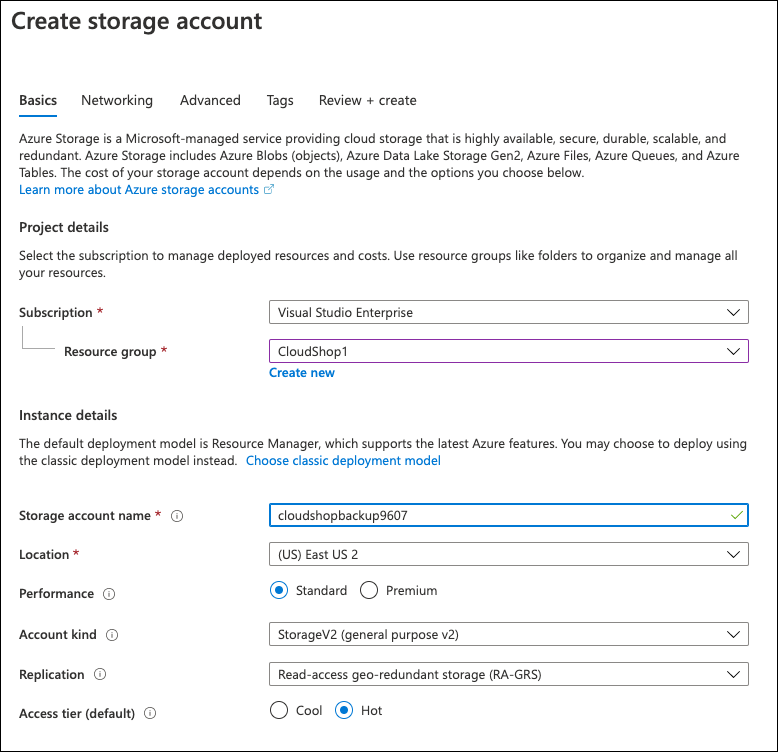 Create storage account
Basics Networking Advanced Tags Review + create
Azure Storage is a Microsoft-managed service providing cloud storage that is highly available, secure, durable, scalable, and
redundant. Azure Storage includes Azure Blobs (objects), Azure Data Lake Storage Gen2, Azure Files, Azure Queues, and Azure
Tables. The cost of your storage account depends on the usage and the options you choose below.
Learn more about Azure storage accounts
Project details
Select the subscription to manage deployed resources and costs. Use resource groups like folders to organize and manage all
your resources.
Subscription * Visual Studio Enterprise
Resource group * CloudShop1
Create new
Instance details
The default deployment model is Resource Manager, which supports the latest Azure features. You may choose to deploy using
the classic deployment model instead. Choose classic deployment model
Storage account name * cloudshopbackup9607
Location * (US) East US 2
Performance Standard Premium
Account kind StorageV2 (general purpose v2)
Replication Read-access geo-redundant storage (RA-GRS)
Access tier (default) Cool Hot